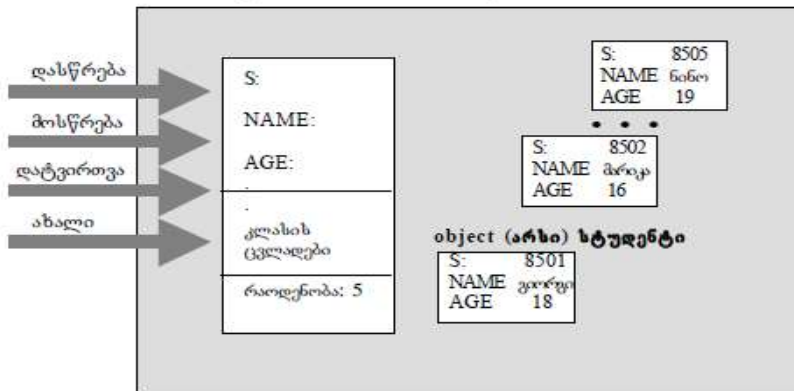 დასწრება
მოსწრება
დატვირთვა
ახალი
S:
NAME:
AGE:
.
.
კლასის
ცვლადები
რაოდენობა: 5
S: 8505
NAME ნინო
AGE 19
• • •
S: 8502
NAME მარიკა
AGE 16
object (არსი) სტუდენტი
S: 8501
NAME გიორგი
AGE 18